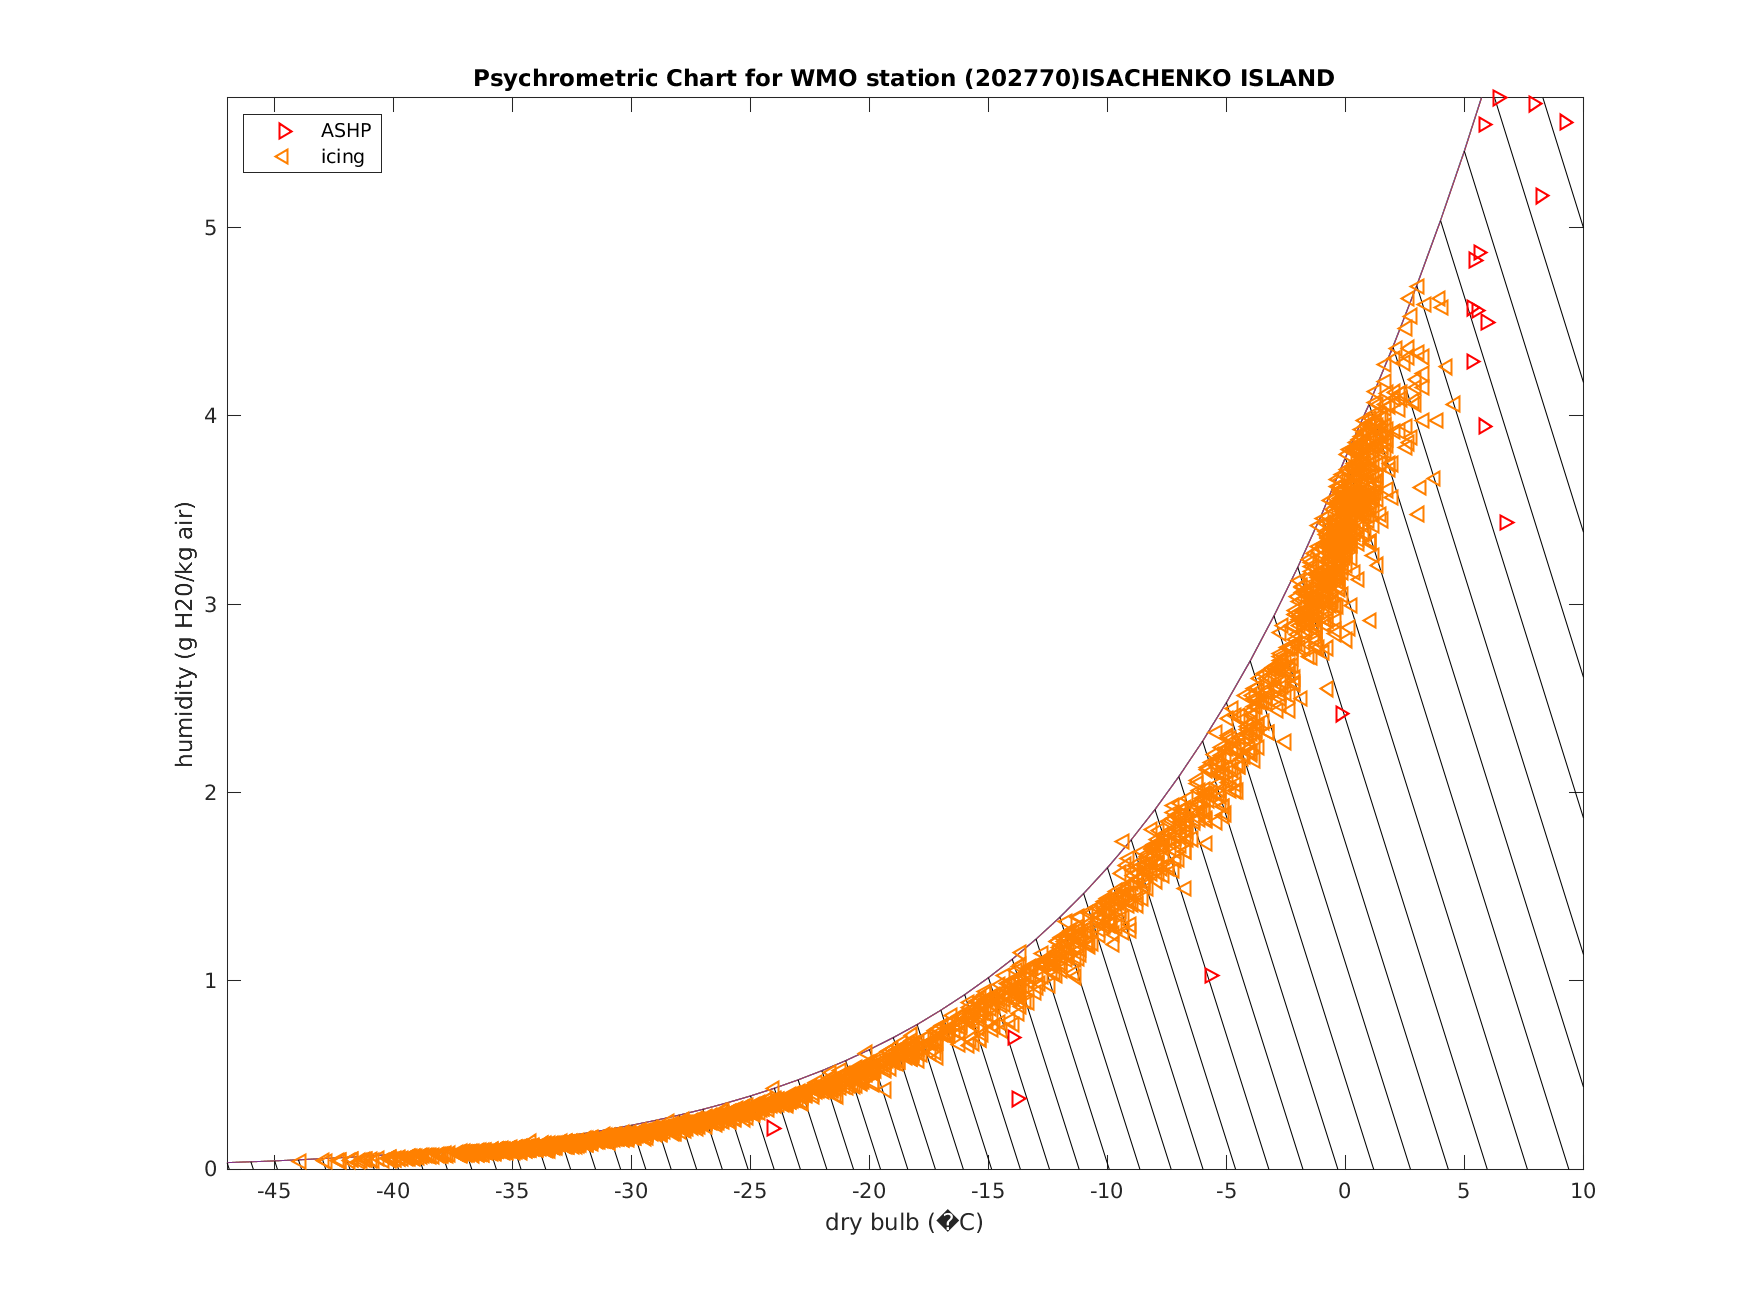 Psychrometric Chart for WMO station (202770)ISACHENKO ISLAND
ASHP
icing
humidity (g H20/kg air)
5
4
3
2
1
0
-45 -40 -35 -30 -25 -20 -15 -10 -5 0 5 10
dry bulb (�C)